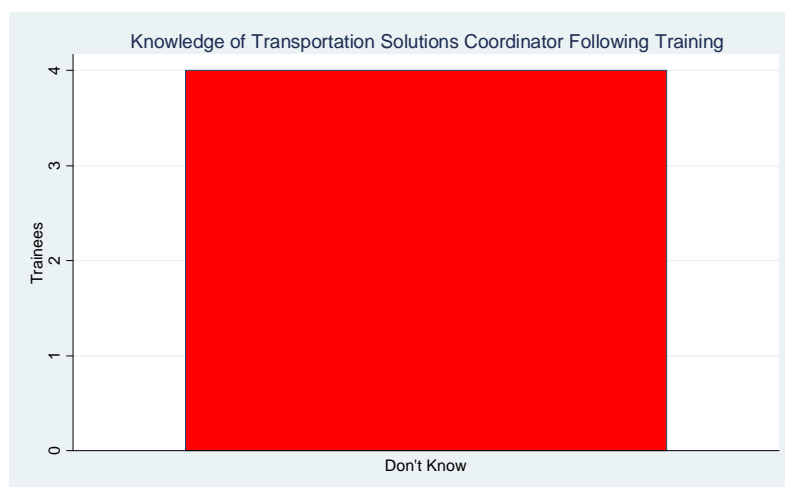 Knowledge of Transportation Solutions Coordinator Following Training
4
3
2
1
0
Trainees
Don't Know